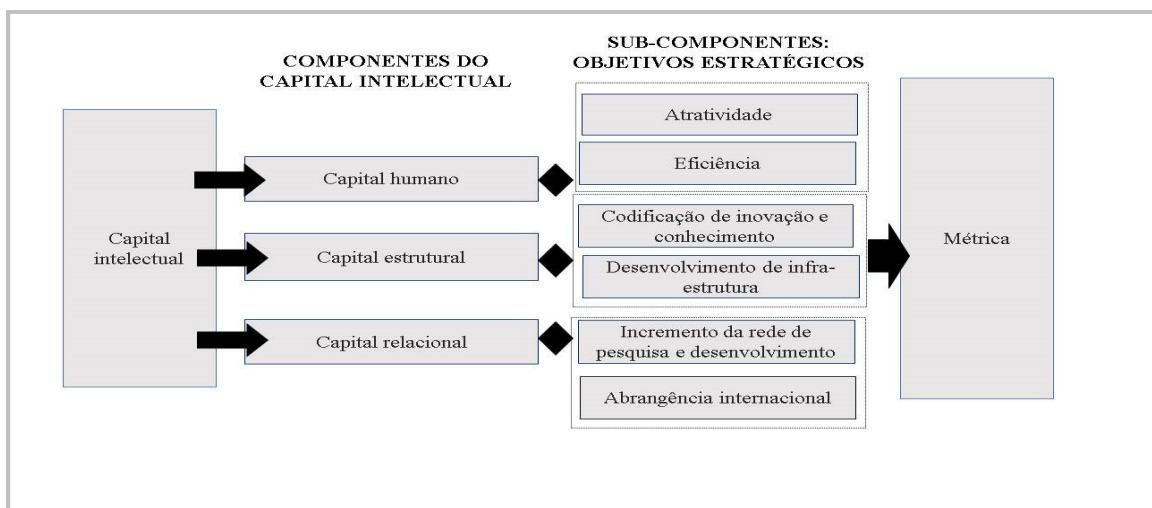 COMPONENTES DO
CAPITAL INTELECTUAL
SUB-COMPONENTES:
OBJETIVOS ESTRATÉGICOS
Capital
intelectual
Capital humano
Capital estrutural
Capital relacional
Atratividade
Eficiência
Codificação de inovação e
conhecimento
Desenvolvimento de infra-
estrutura
Incremento da rede de
pesquisa e desenvolvimento
Abrangência internacional
Métrica